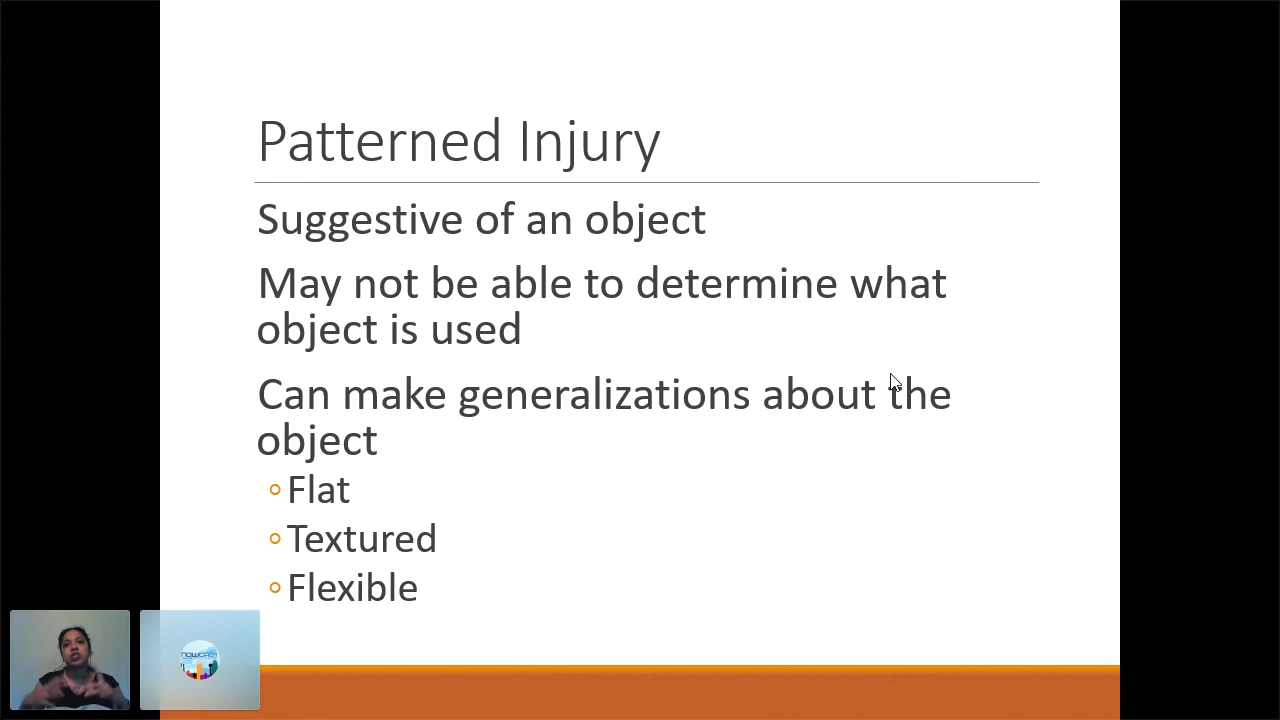 Patterned Injury
Suggestive of an object
May not be able to determine what
object is used
Can make generalizations about the
object
Flat
Textured
Flexible
NOWCAST